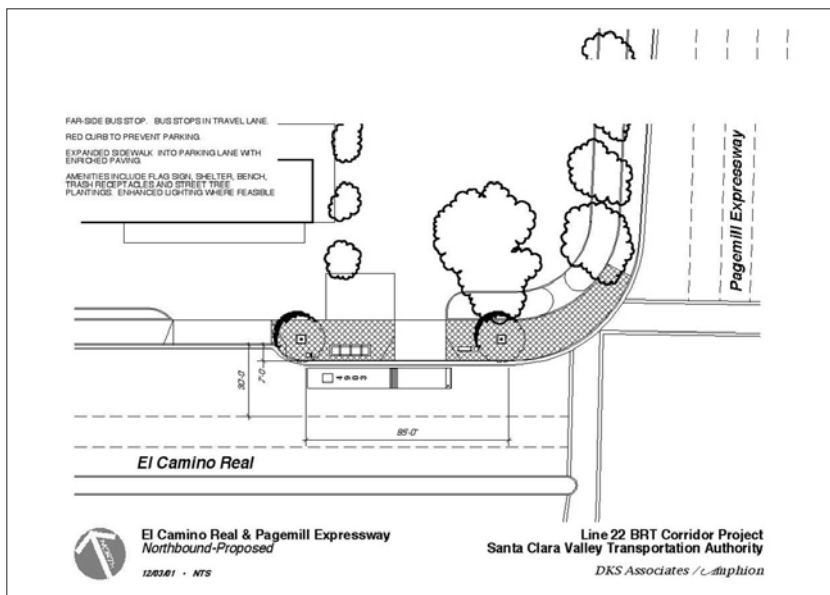 FAR-SIDE BUS STOP. BUS STOPS IN TRAVEL LANE.
RED CURB TO PREVENT PARKING.
EXPANDED SIDEWALK INTO PARKING LANE WITH
ENRICHED PAVING.
AMENITIES INCLUDE FLAG SIGN, SHELTER, BENCH,
TRASH RECEPTACLES AND STREET TREE
PLANTINGS. ENHANCED LIGHTING WHERE FEASIBLE
Pagemill Expressway
7'-0"
4903
85'-0"
El Camino Real
NORTH
El Camino Real & Pagemill Expressway
Northbound-Proposed
12/03/01 • NTS
Line 22 BRT Corridor Project
Santa Clara Valley Transportation Authority
DKS Associates / Amphion